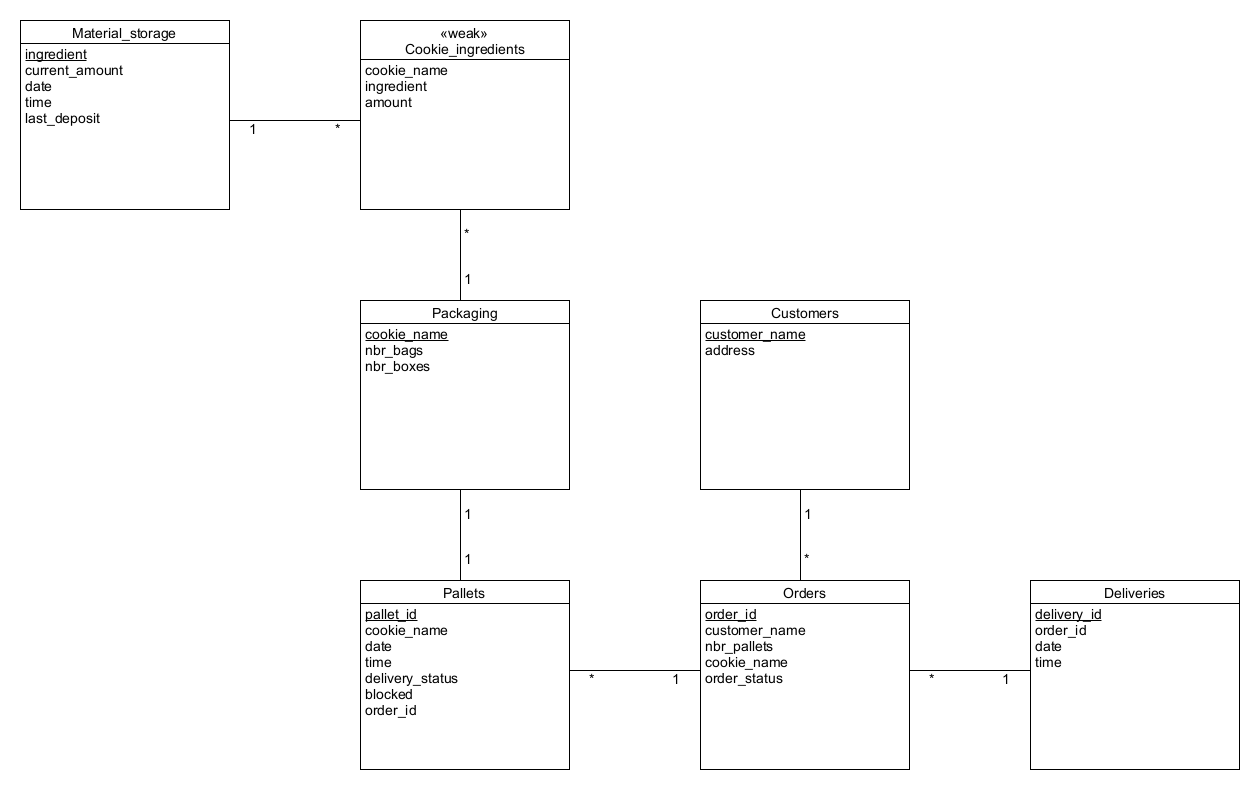 Material_storage
ingredient
current_amount
date
time
last_deposit
1
*
«weak»
Cookie_ingredients
cookie_name
ingredient
amount
*
1
Packaging
cookie_name
nbr_bags
nbr_boxes
1
1
Customers
customer_name
address
1
*
Pallets
pallet_id
cookie_name
date
time
delivery_status
blocked
order_id
*
1
Orders
order_id
customer_name
nbr_pallets
cookie_name
order_status
*
1
Deliveries
delivery_id
order_id
date
time